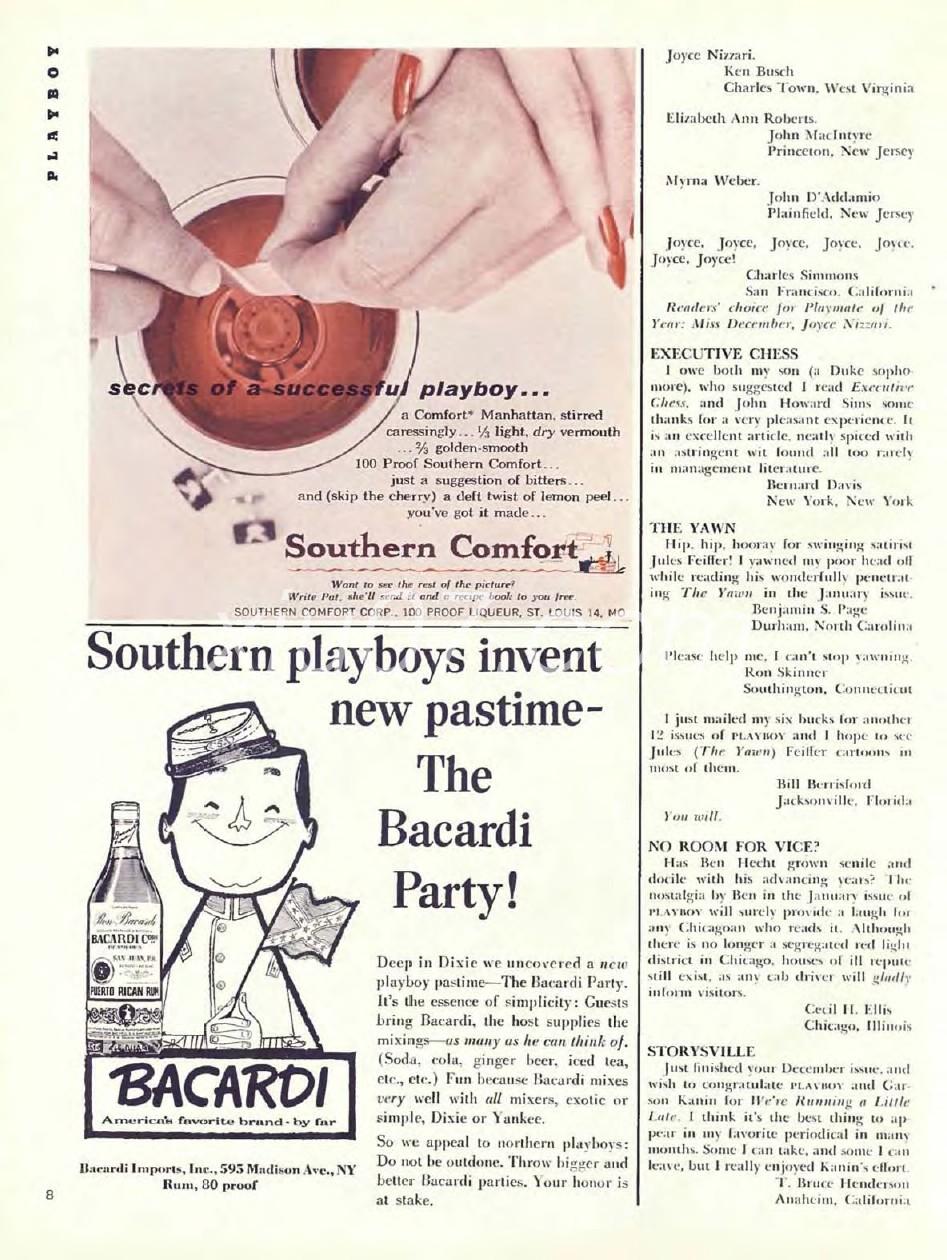 PLAYBOY
secrets of a successful playboy...
a Comfort* Manhattan, stirred
caressingly... ⅓ light, dry vermouth
...⅔ golden-smooth
100 Proof Southern Comfort...
just a suggestion of bitters...
and (skip the cherry) a deft twist of lemon peel...
you've got it made...
Southern Comfort
Want to see the rest of the picture?
Write Pat, she'll send it and a recipe book to you free.
SOUTHERN COMFORT CORP., 100 PROOF LIQUEUR, ST. LOUIS 14, MO
Southern playboys invent
new pastime-
The
Bacardi
Party!
Ron Bacardi
BACARDI CORP
SAN JUAN, P.R.
PUERTO RICAN RUM
BACARDI
America's favorite brand - by far
Bacardi Imports, Inc., 595 Madison Ave., NY
Rum, 80 proof
Deep in Dixie we uncovered a new
playboy pastime—The Bacardi Party.
It's the essence of simplicity: Guests
bring Bacardi, the host supplies the
mixings—as many as he can think of.
(Soda, cola, ginger beer, iced tea,
etc., etc.) Fun because Bacardi mixes
very well with all mixers, exotic or
simple, Dixie or Yankee.
So we appeal to northern playboys:
Do not be outdone. Throw bigger and
better Bacardi parties. Your honor is
at stake.
8
Joyce Nizzari.
Ken Busch
Charles Town, West Virginia
Elizabeth Ann Roberts.
John MacIntyre
Princeton, New Jersey
Myrna Weber.
John D'Addamio
Plainfield, New Jersey
Joyce, Joyce, Joyce, Joyce, Joyce,
Joyce, Joyce!
Charles Simmons
San Francisco, California
Readers' choice for Playmate of the
Year: Miss December, Joyce Nizzari.
EXECUTIVE CHESS
I owe both my son (a Duke sopho-
more), who suggested I read Executive
Chess, and John Howard Sims some
thanks for a very pleasant experience. It
is an excellent article, neatly spiced with
an astringent wit found all too rarely
in management literature.
Bernard Davis
New York, New York
THE YAWN
Hip, hip, hooray for swinging satirist
Jules Feiffer! I yawned my poor head off
while reading his wonderfully penetrat-
ing The Yawn in the January issue.
Benjamin S. Page
Durham, North Carolina
Please help me, I can't stop yawning.
Ron Skinner
Southington, Connecticut
I just mailed my six bucks for another
12 issues of PLAYBOY and I hope to see
Jules (The Yawn) Feiffer cartoons in
most of them.
Bill Berrisford
Jacksonville, Florida
You will.
NO ROOM FOR VICE?
Has Ben Hecht grown senile and
docile with his advancing years? The
nostalgia by Ben in the January issue of
PLAYBOY will surely provide a laugh for
any Chicagoan who reads it. Although
there is no longer a segregated red light
district in Chicago, houses of ill repute
still exist, as any cab driver will gladly
inform visitors.
Cecil H. Ellis
Chicago, Illinois
STORYSVILLE
Just finished your December issue, and
wish to congratulate PLAYBOY and Gar-
son Kanin for We're Running a Little
Late. I think it's the best thing to ap-
pear in my favorite periodical in many
months. Some I can take, and some I can
leave, but I really enjoyed Kanin's effort.
T. Bruce Henderson
Anaheim, California